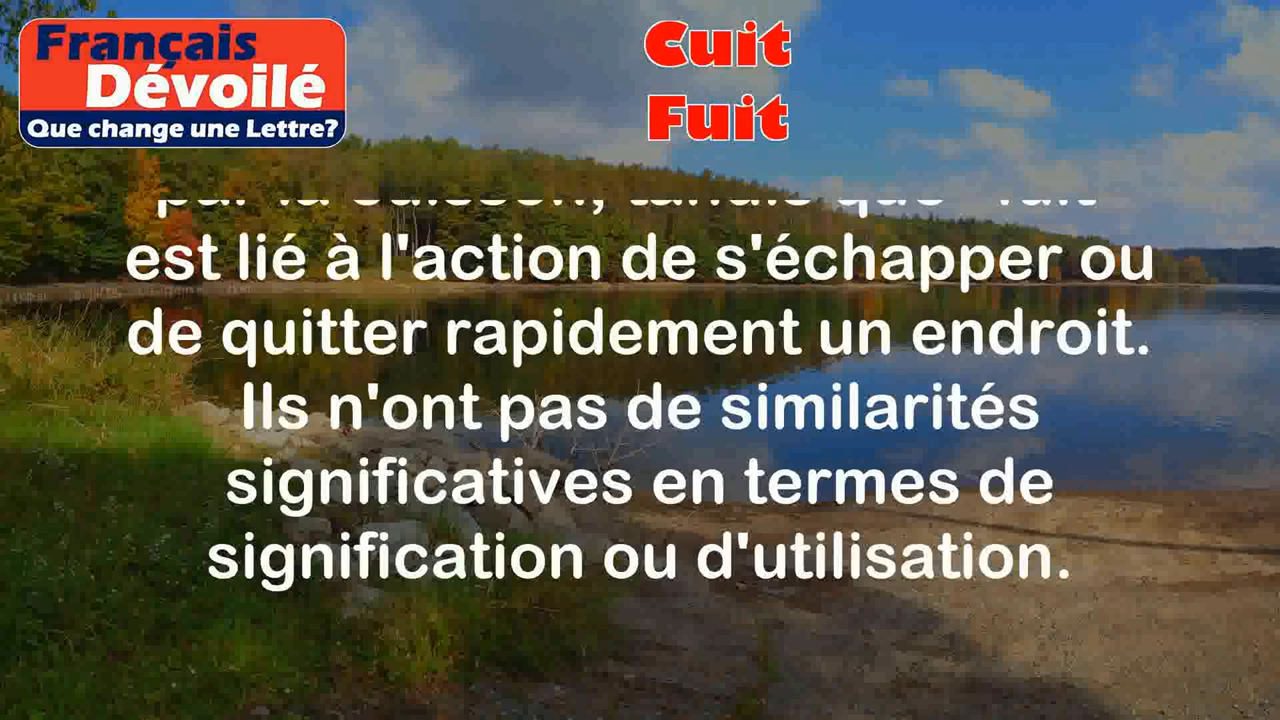 Français
Dévoilé
Que change une Lettre?
Cuit
Fuit
est lié à l'action de s'échapper ou
de quitter rapidement un endroit.
Ils n'ont pas de similarités
significatives en termes de
signification ou d'utilisation.